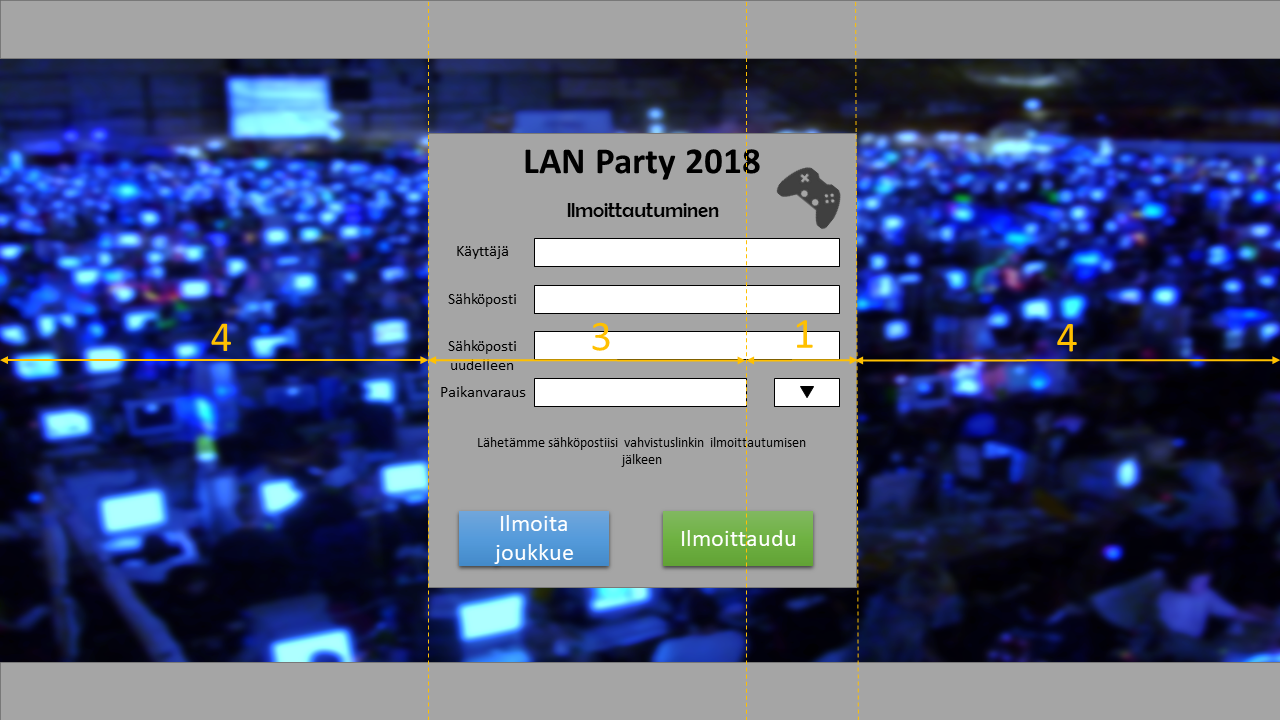 LAN Party 2018
Ilmoittautuminen
Käyttäjä
Sähköposti
4
3
1
4
Sähköposti
uudelleen
Paikanvaraus
Lähetämme sähköpostiisi vahvistuslinkin ilmoittautumisen
jälkeen
Ilmoita
joukkue
Ilmoittaudu